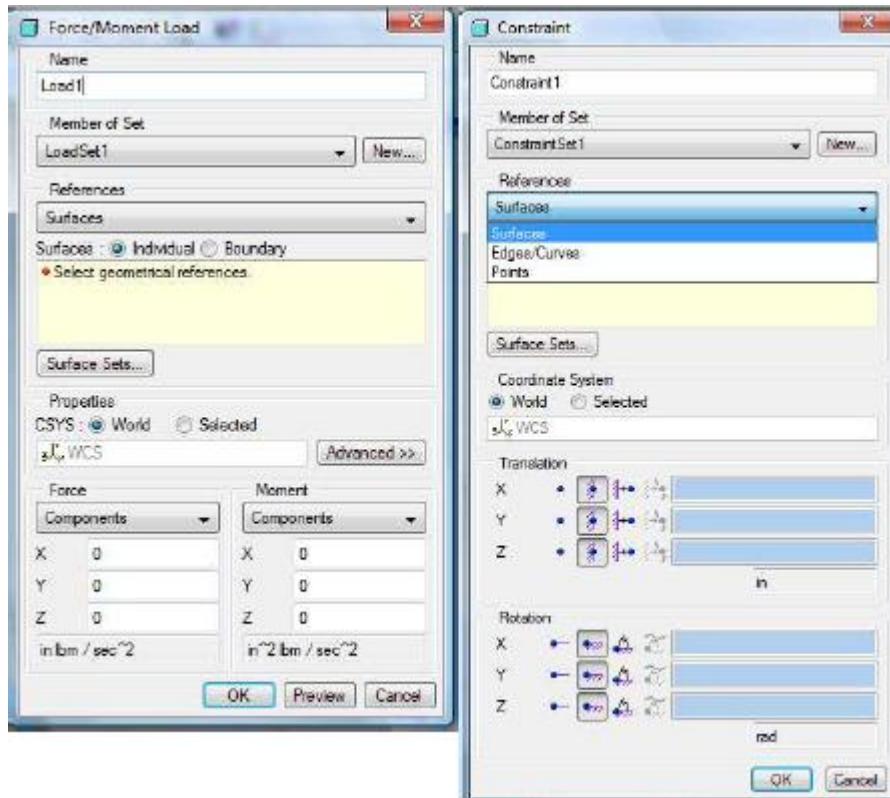 Force/Moment Load
Name
Load1
Member of Set
LoadSet1
New...
References
Surfaces
Surfaces : Individual Boundary
Select geometrical references.
Surface Sets...
Properties
CSYS : World Selected
WCS
Advanced >>
Force
Components
X 0
Y 0
Z 0
in lbm / sec^2
Moment
Components
X 0
Y 0
Z 0
in^2 lbm / sec^2
OK
Preview
Cancel
Constraint
Name
Constraint1
Member of Set
ConstraintSet1
New...
References
Surfaces
Surfaces
Edges/Curves
Points
Surface Sets...
Coordinate System
World Selected
WCS
Translation
X
Y
Z
in
Rotation
X
Y
Z
rad
OK
Cancel